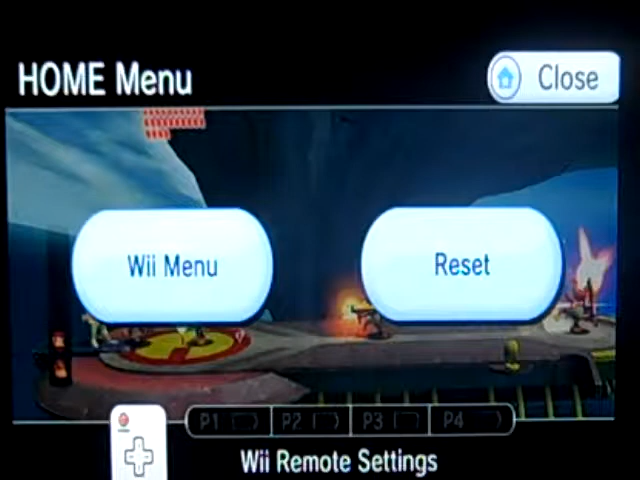 HOME Menu
Close
Wii Menu
Reset
P1 P2 P3 P4
Wii Remote Settings